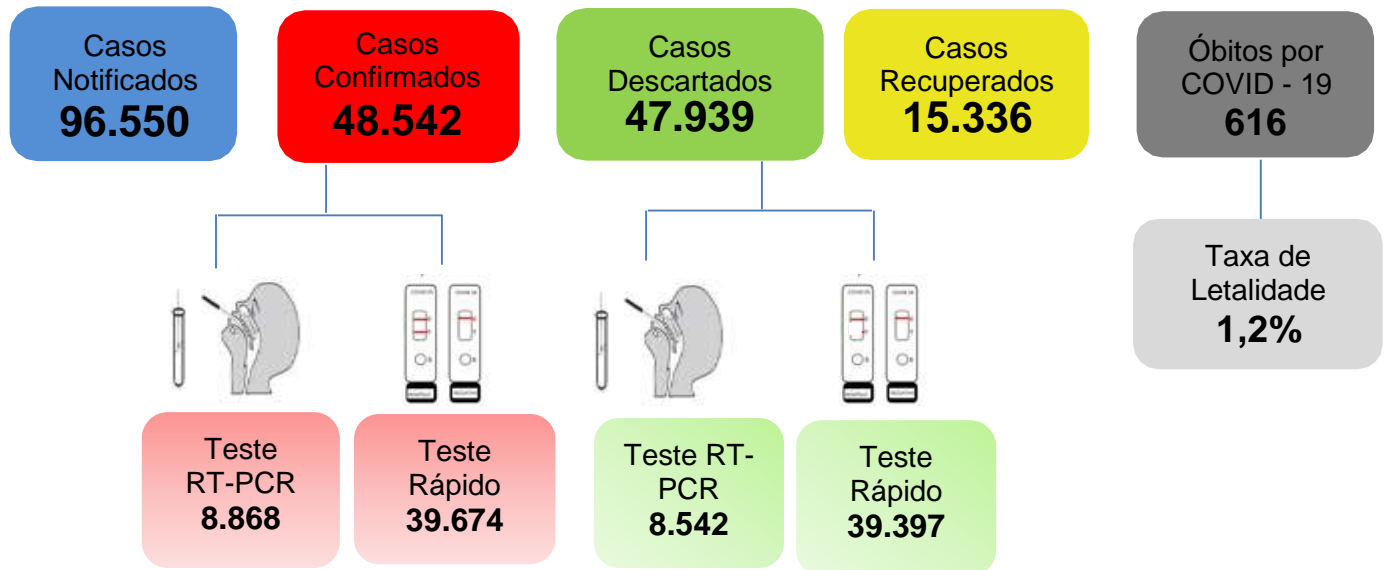 Casos
Notificados
96.550
Casos
Confirmados
48.542
Casos
Descartados
47.939
Casos
Recuperados
15.336
Óbitos por
COVID - 19
616
Taxa de
Letalidade
1,2%
Teste
RT-PCR
8.868
Teste
Rápido
39.674
Teste RT-
PCR
8.542
Teste
Rápido
39.397